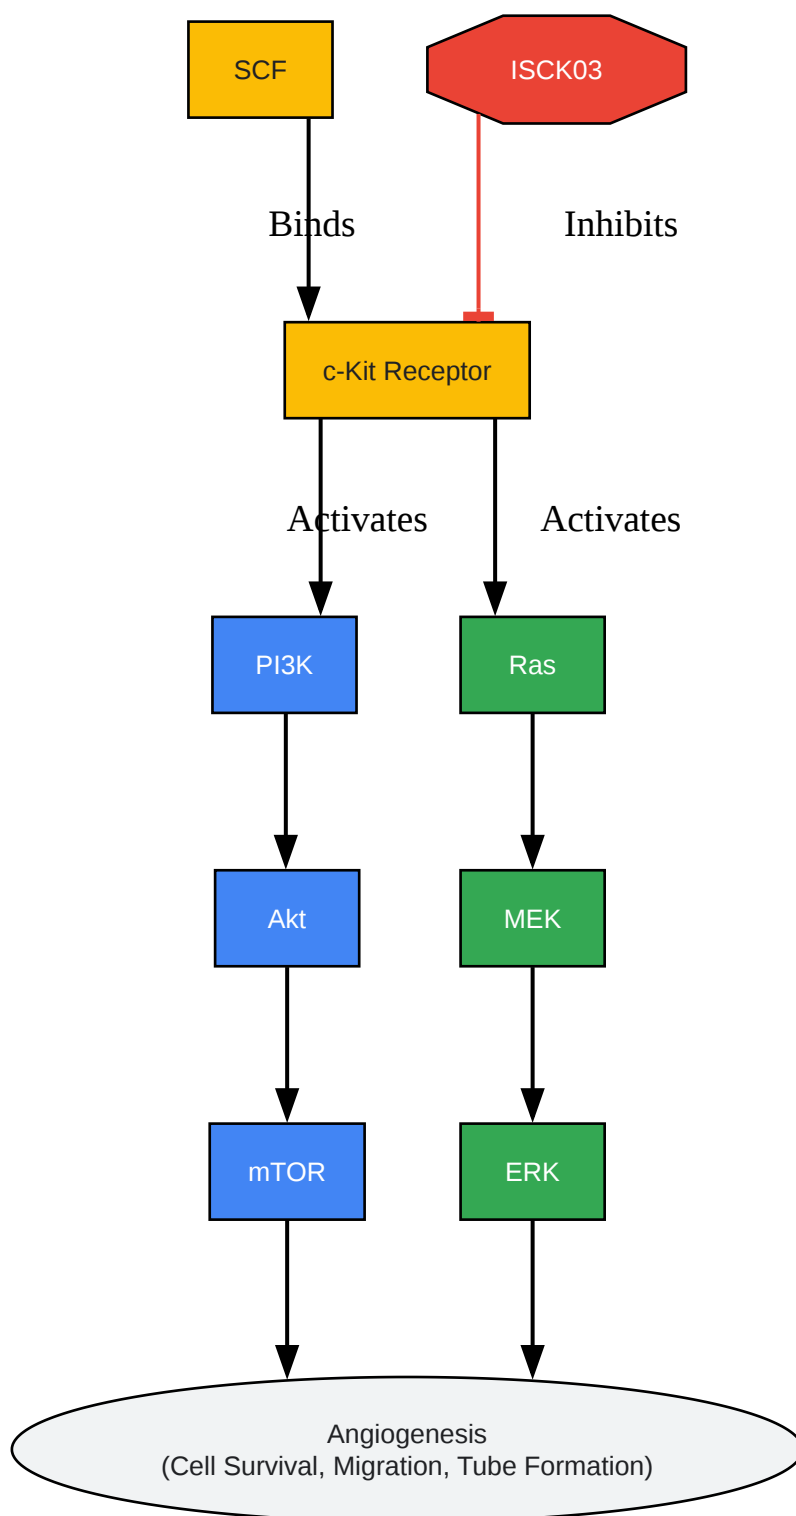 SCF
ISCK03
Binds
Inhibits
c-Kit Receptor
Activates
Activates
PI3K
Ras
Akt
MEK
mTOR
ERK
Angiogenesis
(Cell Survival, Migration, Tube Formation)